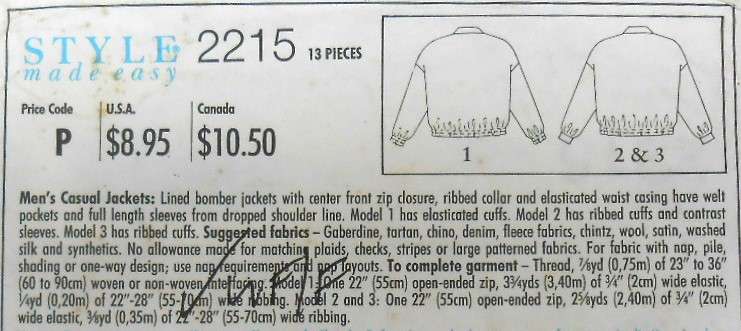 STYLE® 2215 13 PIECES
made easy
Price Code U.S.A. Canada
P $8.95 $10.50
1 2 & 3
Men's Casual Jackets: Lined bomber jackets with center front zip closure, ribbed collar and elasticated waist casing have welt
pockets and full length sleeves from dropped shoulder line. Model 1 has elasticated cuffs. Model 2 has ribbed cuffs and contrast
sleeves. Model 3 has ribbed cuffs. Suggested fabrics – Gaberdine, tartan, chino, denim, fleece fabrics, chintz, wool, satin, washed
silk and synthetics. No allowance made for matching plaids, checks, stripes or large patterned fabrics. For fabric with nap, pile,
shading or one-way design; use nap requirements and nap layouts. To complete garment – Thread, ⅞yd (0,75m) of 23" to 36"
(60 to 90cm) woven or non-woven interfacing. Model 1: One 22" (55cm) open-ended zip, 3¾yds (3,40m) of ¾" (2cm) wide elastic,
¼yd (0,20m) of 22"-28" (55-70cm) wide ribbing. Model 2 and 3: One 22" (55cm) open-ended zip, 2⅝yds (2,40m) of ¾" (2cm)
wide elastic, ⅜yd (0,35m) of 22"-28" (55-70cm) wide ribbing.